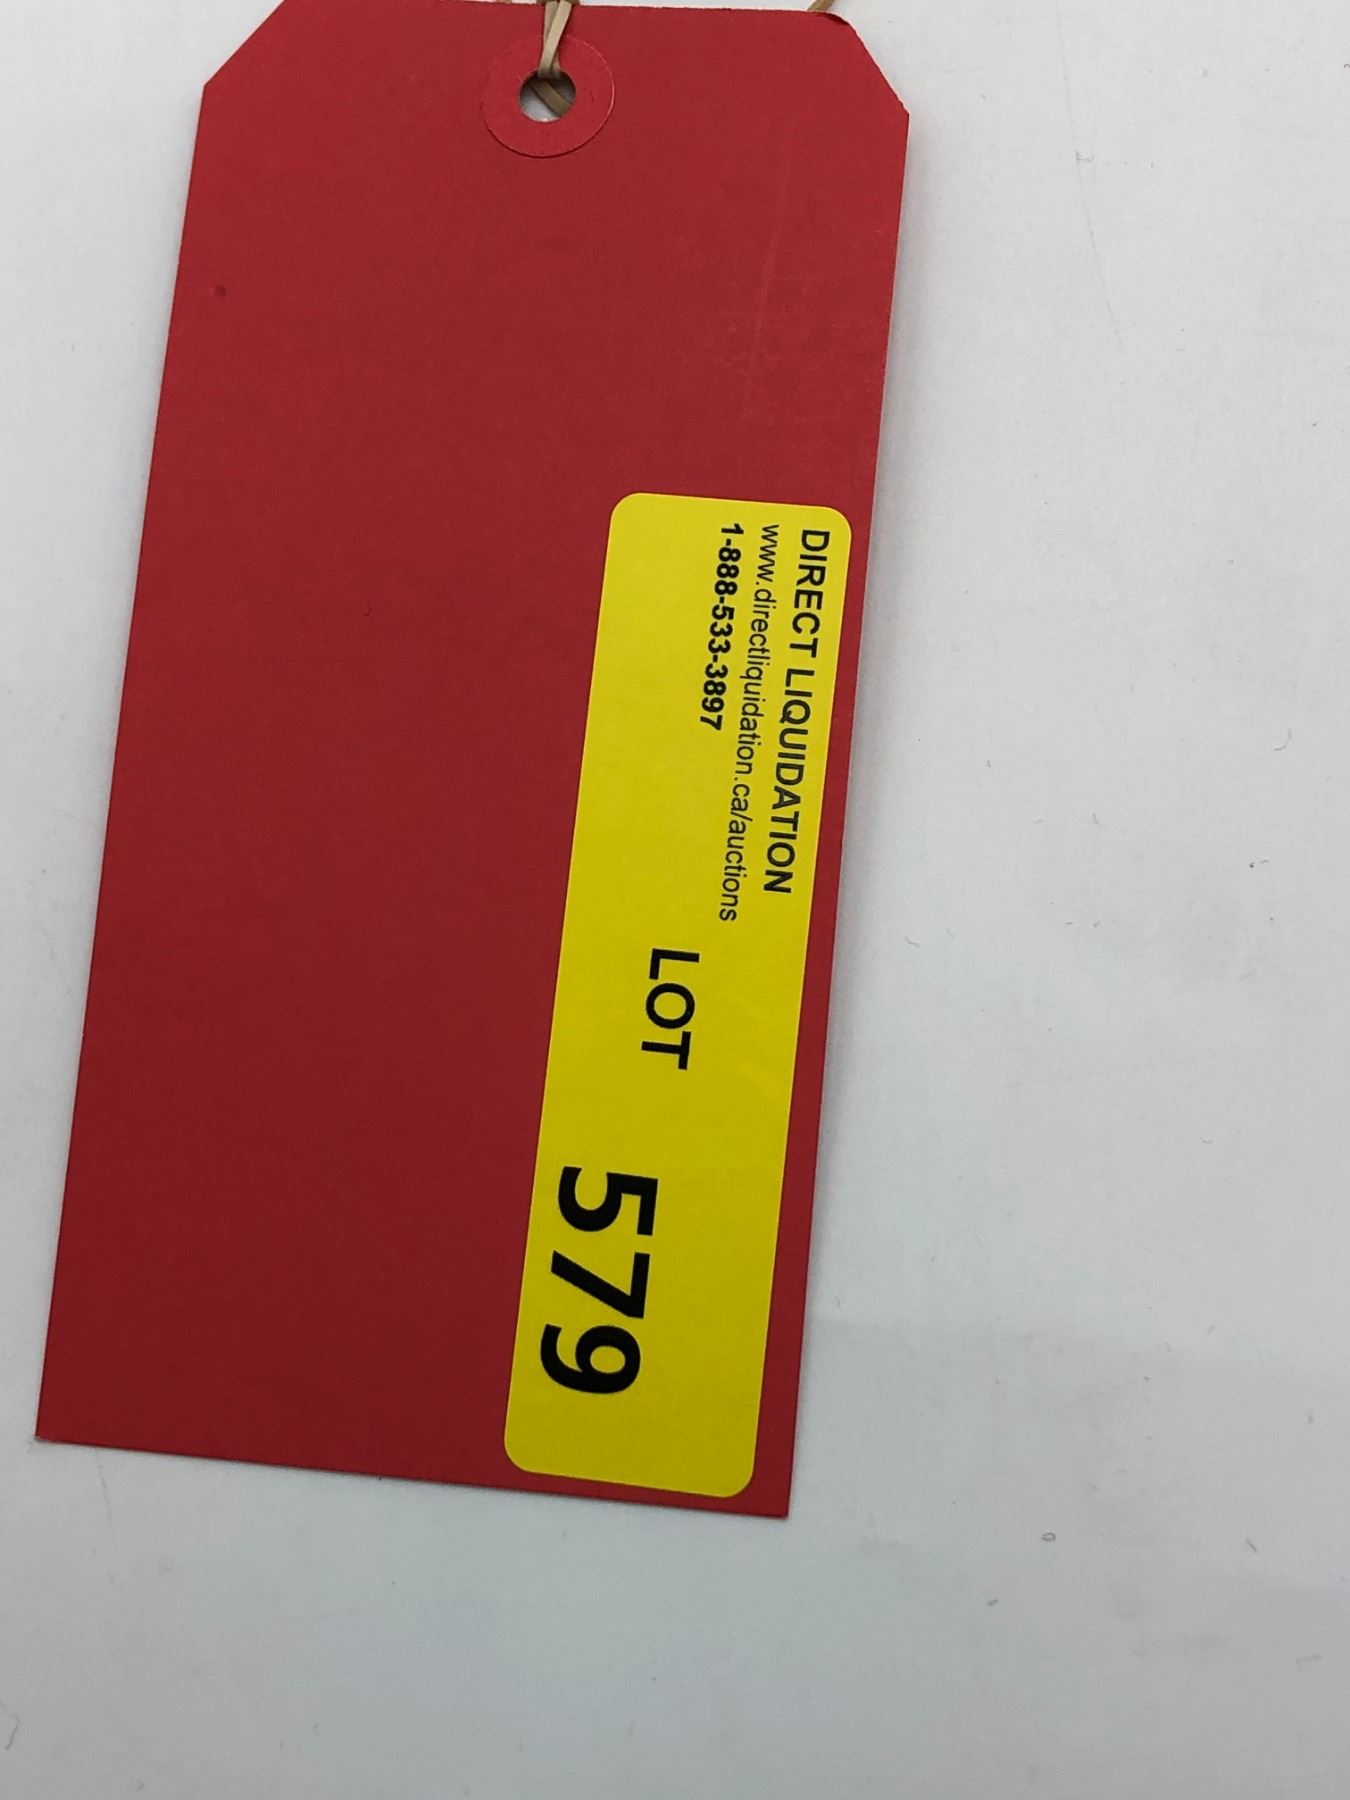 DIRECT LIQUIDATION
www.directliquidation.ca/auctions
1-888-533-3897
LOT 579